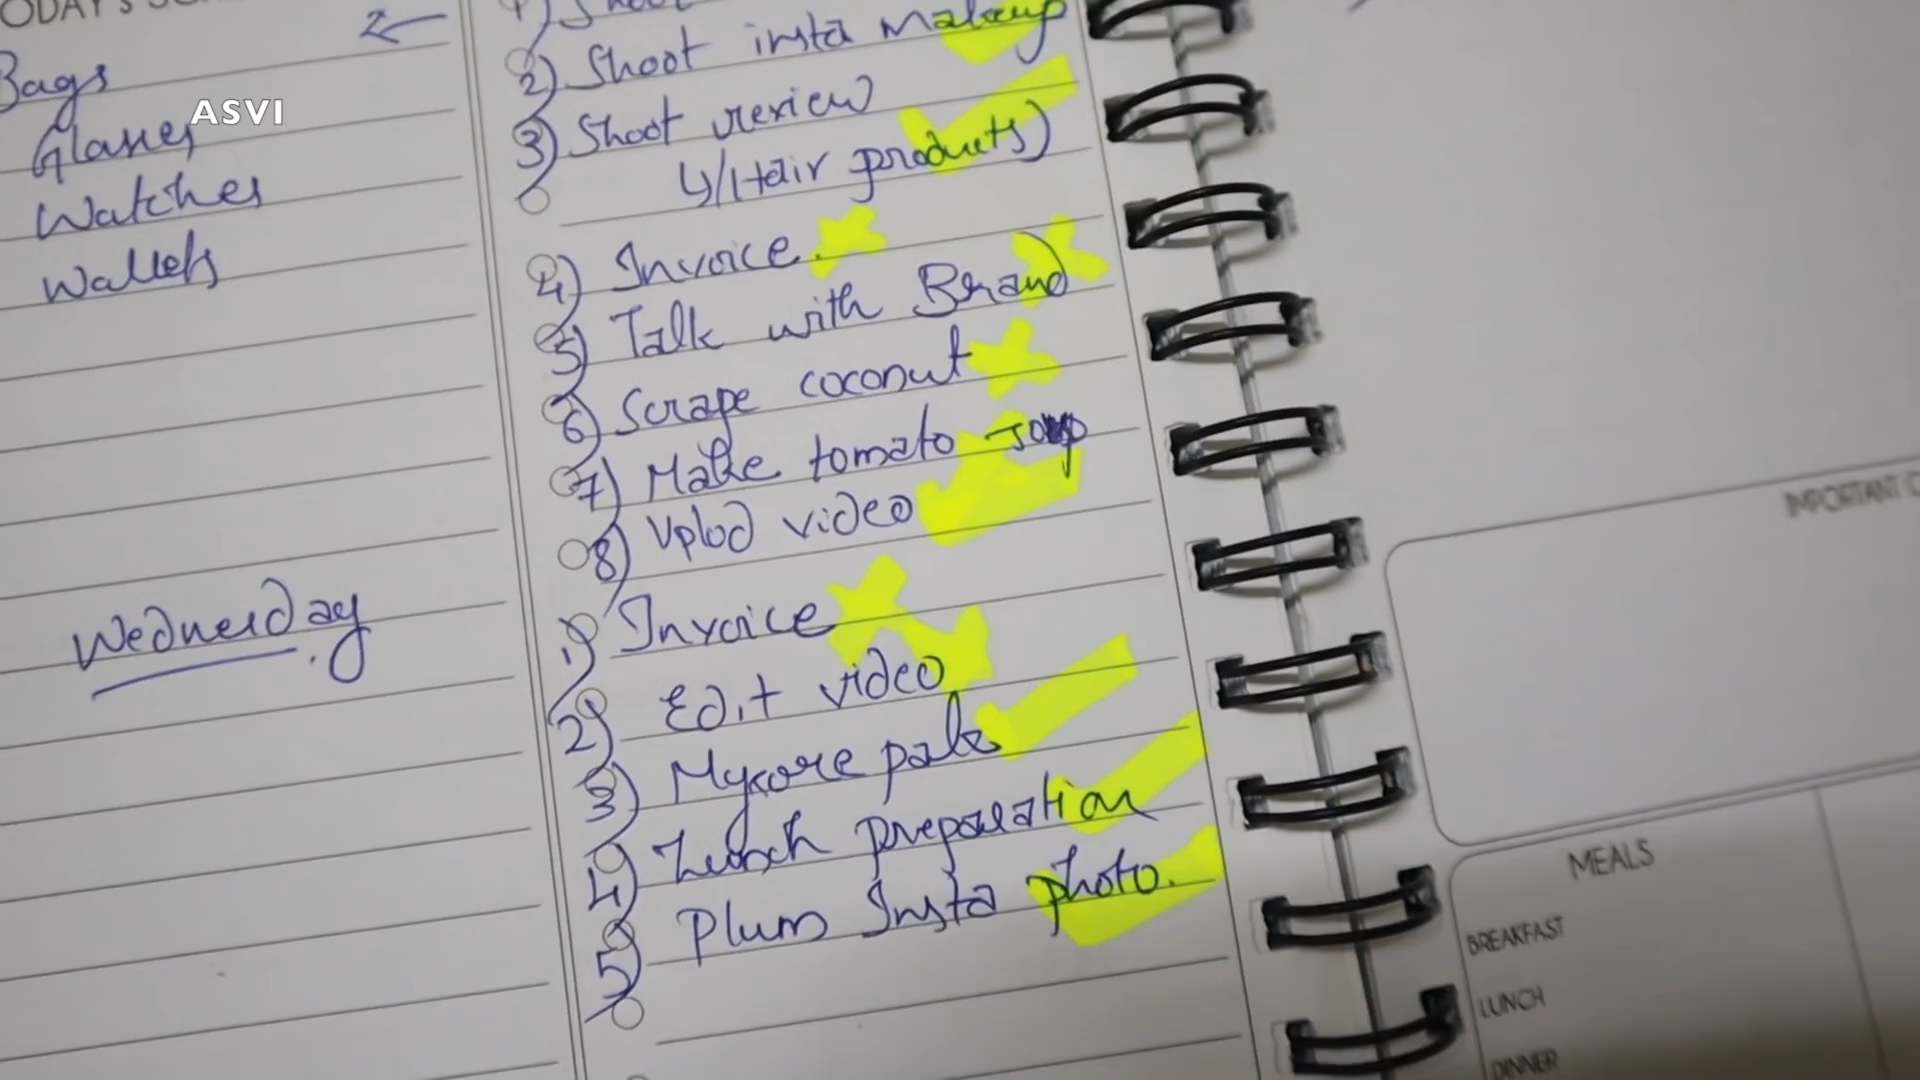 Bags
Glasses
Watches
Wallets
ASVI
Wednesday.
2) Shoot insta makeup
3) Shoot review
(Hair products)
4) Invoice.
5) Talk with Brand
6) Scrape coconut
7) Make tomato soup
8) Uplod video
1) Invoice
2) Edit video
3) Mysore pak
4) Lunch preparation
5) Plum Insta photo.
MEALS
BREAKFAST
LUNCH
DINNER